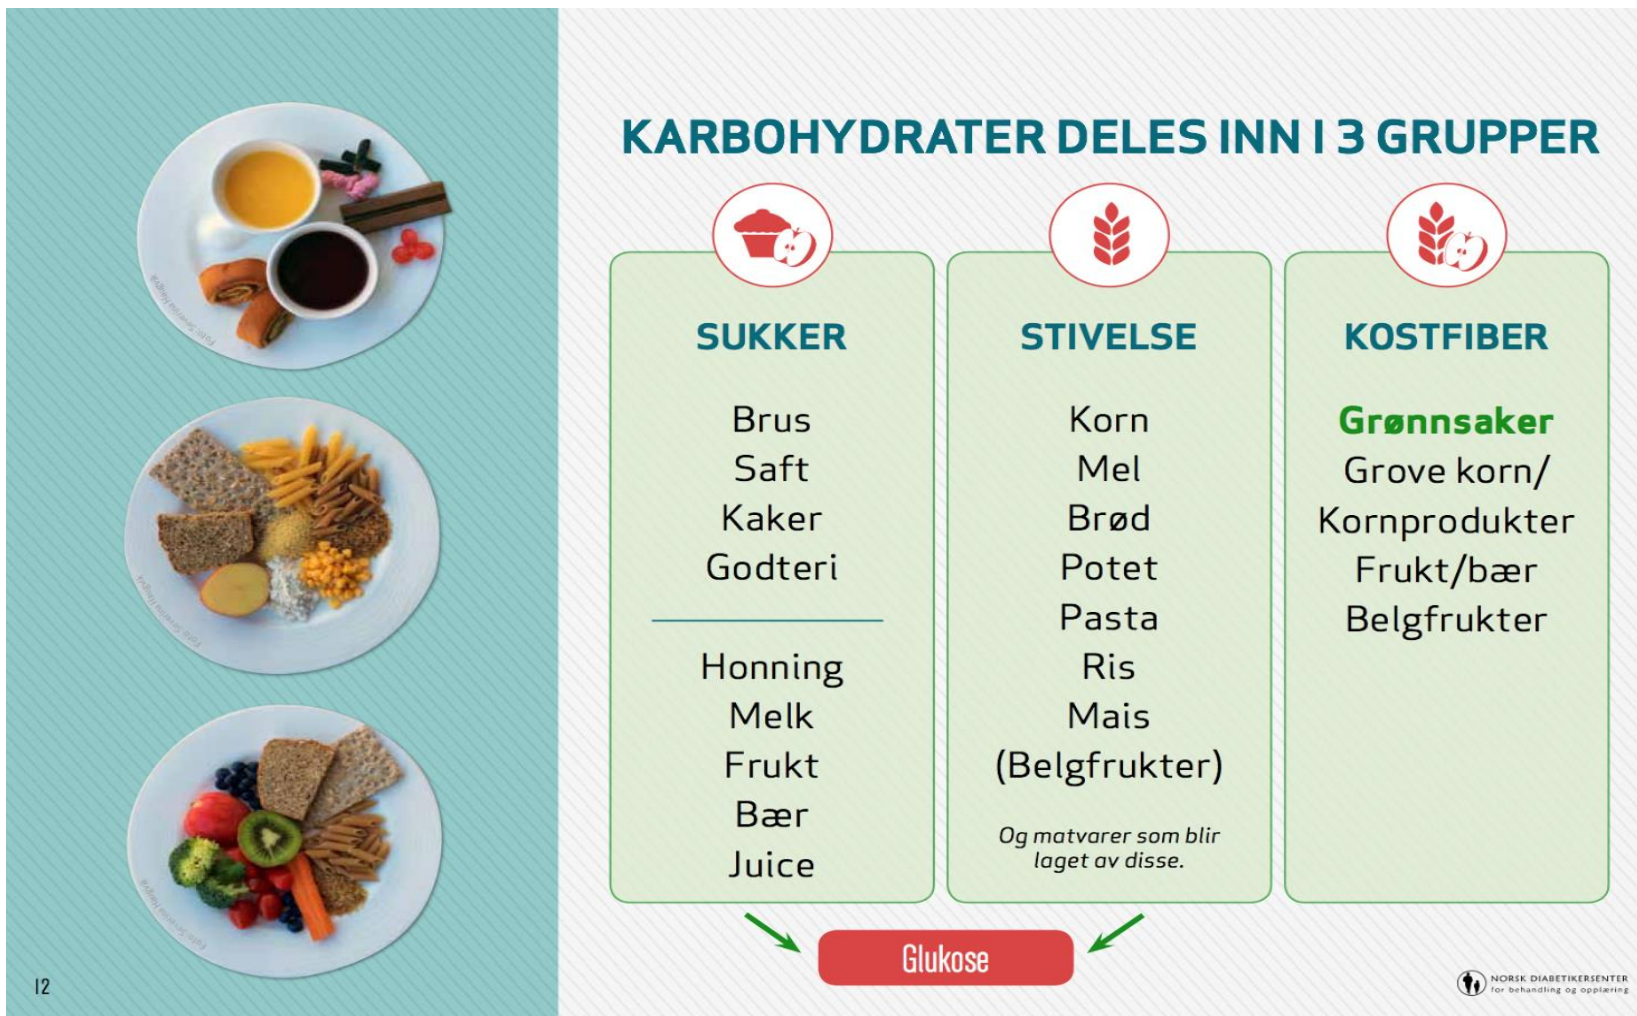 KARBOHYDRATER DELES INN I 3 GRUPPER
SUKKER
Brus
Saft
Kaker
Godteri
Honning
Melk
Frukt
Bær
Juice
STIVELSE
Korn
Mel
Brød
Potet
Pasta
Ris
Mais
(Belgfrukter)
Og matvarer som blir
laget av disse.
KOSTFIBER
Grønnsaker
Grove korn/
Kornprodukter
Frukt/bær
Belgfrukter
Glukose
12
NORSK DIABETIKERSENTER
for behandling og opplæring